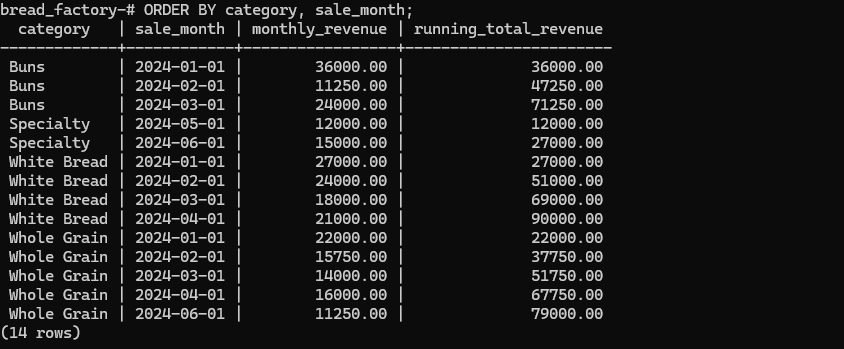 bread_factory-# ORDER BY category, sale_month;
  category   | sale_month | monthly_revenue | running_total_revenue
-------------+------------+-----------------+-----------------------
 Buns        | 2024-01-01 |        36000.00 |              36000.00
 Buns        | 2024-02-01 |        11250.00 |              47250.00
 Buns        | 2024-03-01 |        24000.00 |              71250.00
 Specialty   | 2024-05-01 |        12000.00 |              12000.00
 Specialty   | 2024-06-01 |        15000.00 |              27000.00
 White Bread | 2024-01-01 |        27000.00 |              27000.00
 White Bread | 2024-02-01 |        24000.00 |              51000.00
 White Bread | 2024-03-01 |        18000.00 |              69000.00
 White Bread | 2024-04-01 |        21000.00 |              90000.00
 Whole Grain | 2024-01-01 |        22000.00 |              22000.00
 Whole Grain | 2024-02-01 |        15750.00 |              37750.00
 Whole Grain | 2024-03-01 |        14000.00 |              51750.00
 Whole Grain | 2024-04-01 |        16000.00 |              67750.00
 Whole Grain | 2024-06-01 |        11250.00 |              79000.00
(14 rows)